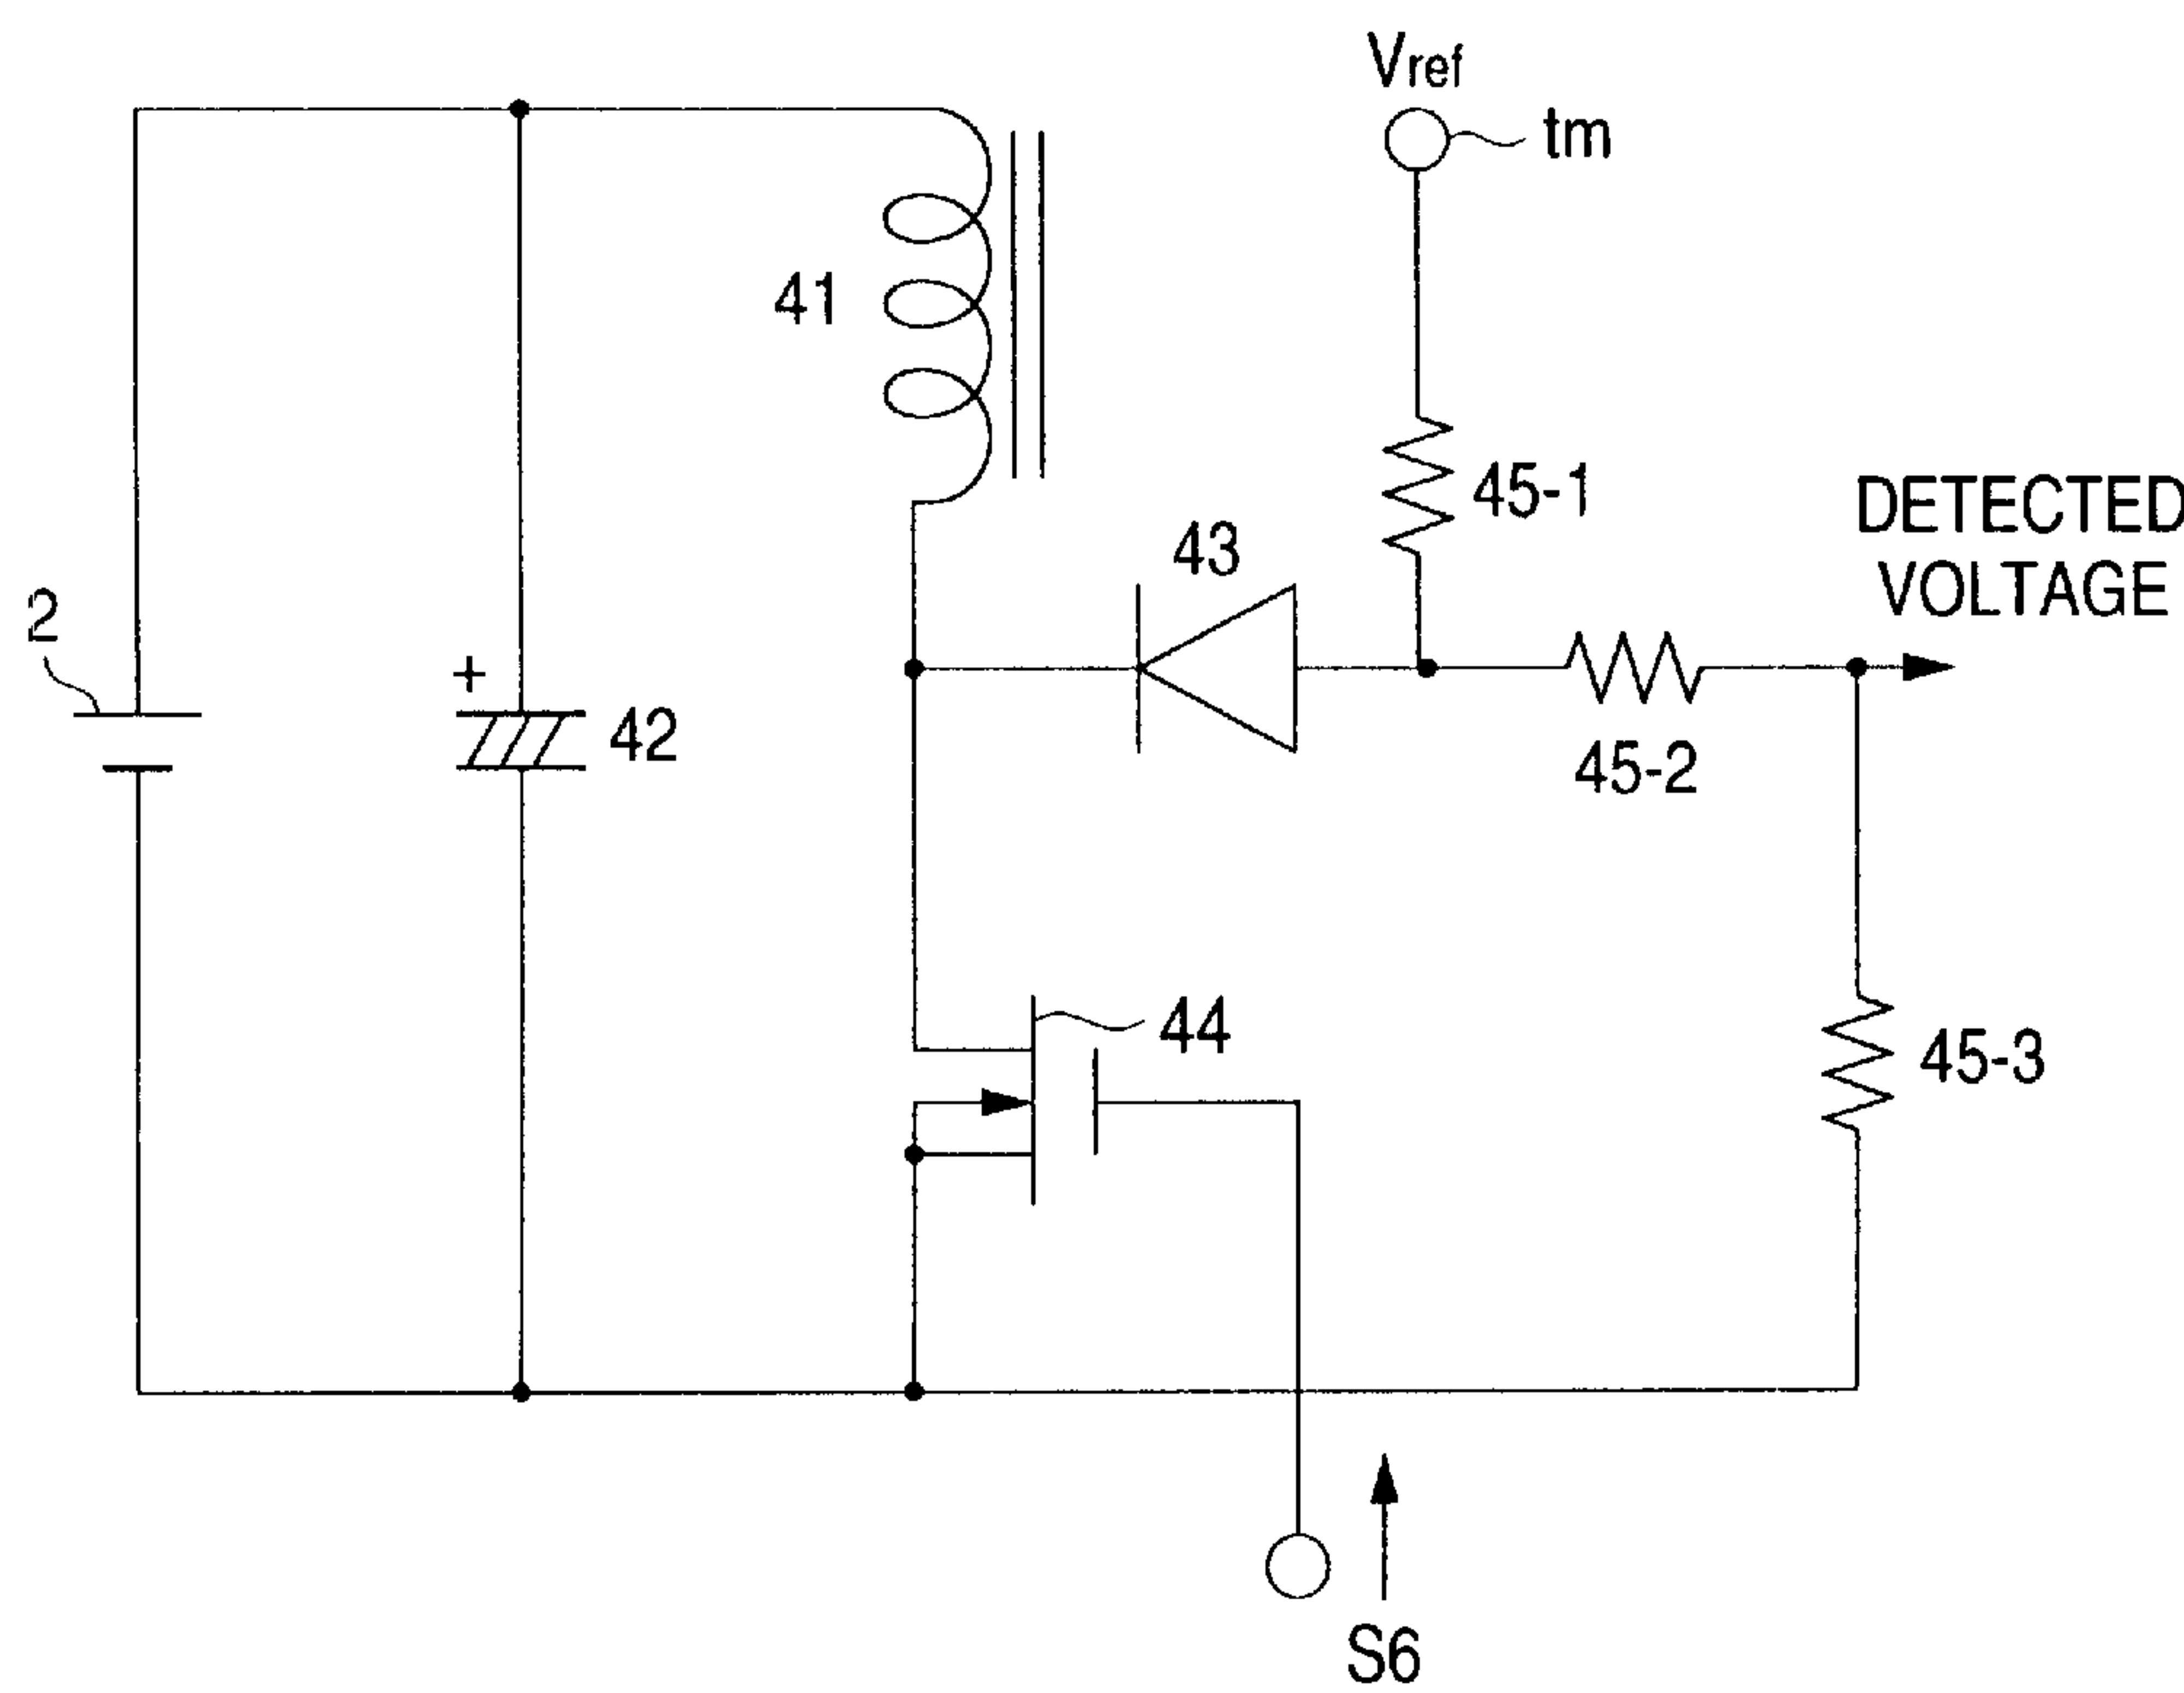 Vref
tm
41
45-1
DETECTED
VOLTAGE
43
2
+
42
45-2
44
45-3
S6